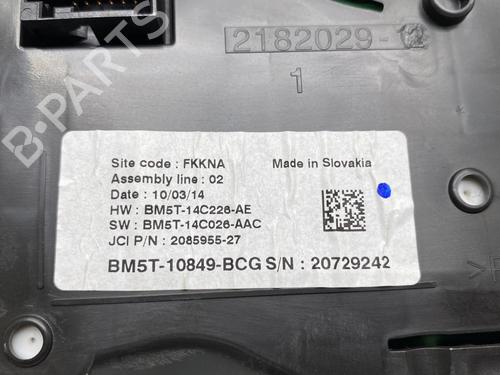 2182029-
1
Site code : FKKNA
Made in Slovakia
Assembly line : 02
Date : 10/03/14
HW : BM5T-14C226-AE
SW : BM5T-14C026-AAC
JCI P/N : 2085955-27
BM5T-10849-BCG S/N : 20729242
B-PARTS